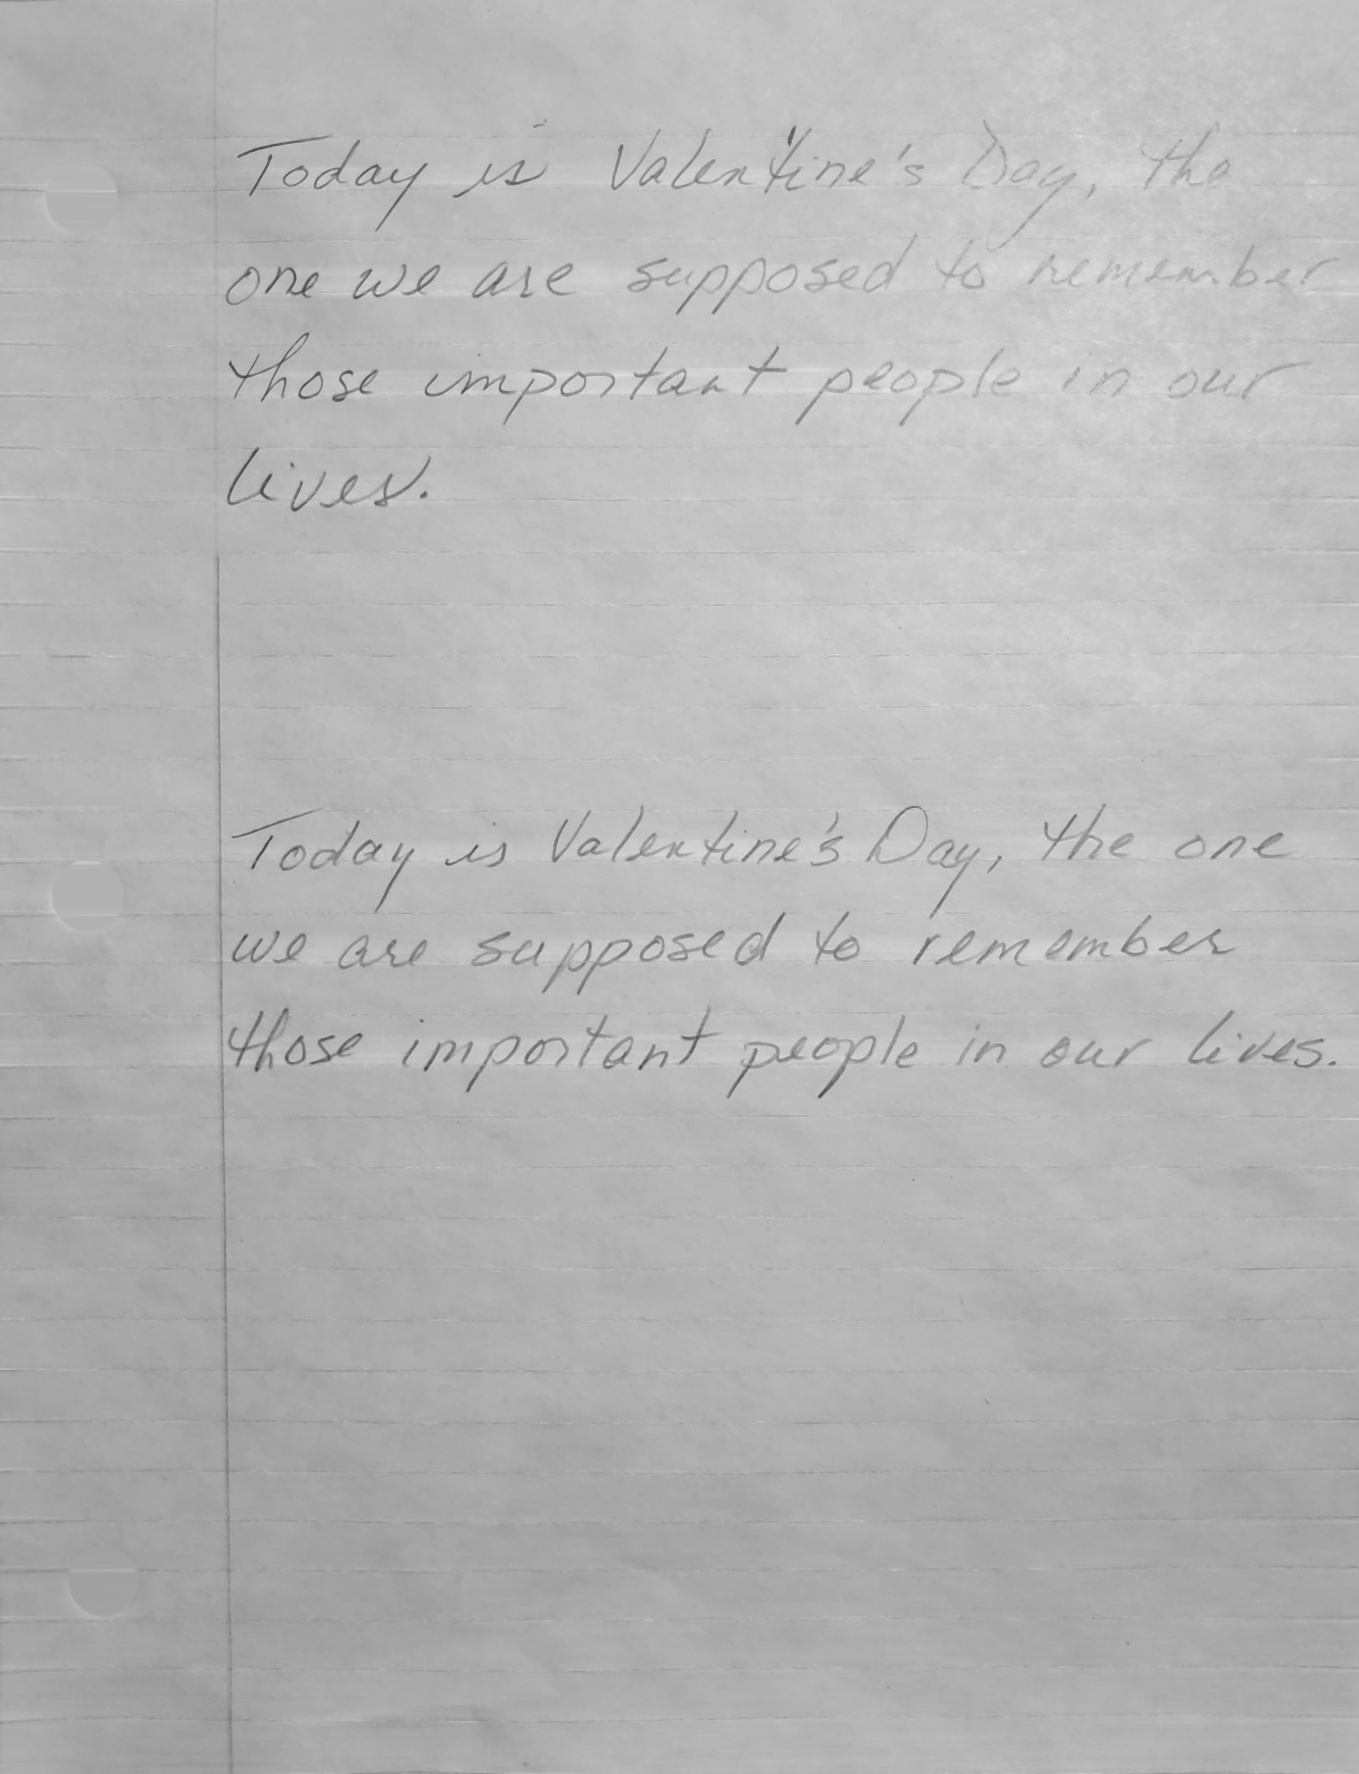 Today is Valentine's Day, the
one we are supposed to remember
those important people in our
lives.
Today is Valentine's Day, the one
we are supposed to remember
those important people in our lives.